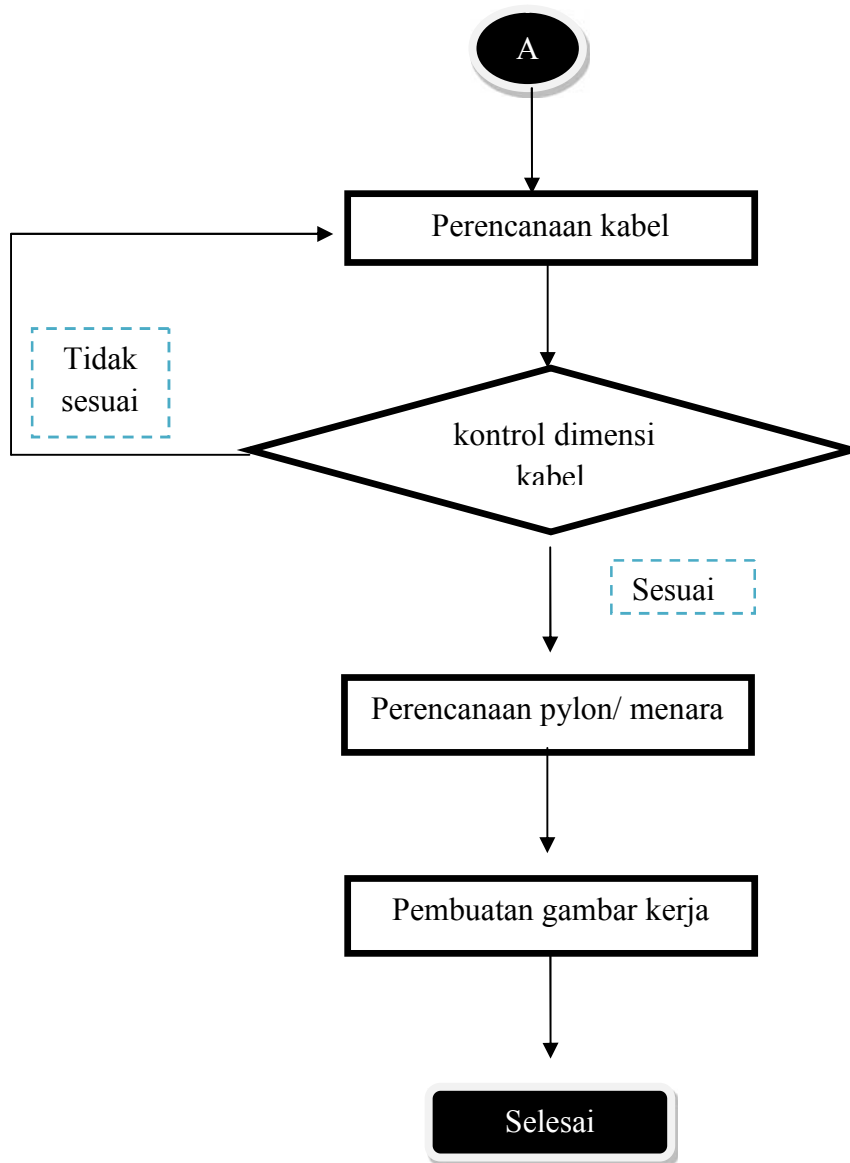 A
Perencanaan kabel
Tidak
sesuai
kontrol dimensi
kabel
Sesuai
Perencanaan pylon/ menara
Pembuatan gambar kerja
Selesai